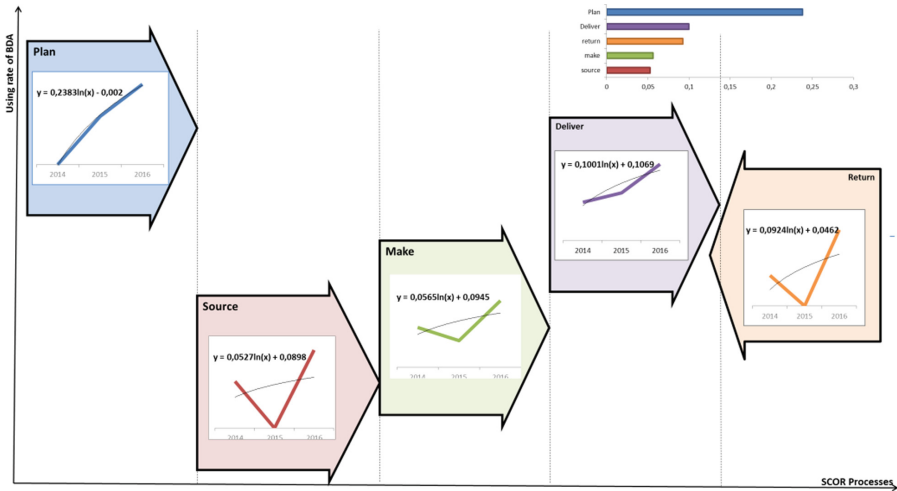 Using rate of BDA
Plan
y = 0,2383ln(x) - 0,002
2014 2015 2016
Source
y = 0,0527ln(x) + 0,0898
2014 2015 2016
Make
y = 0,0565ln(x) + 0,0945
2014 2015 2016
Deliver
y = 0,1001ln(x) + 0,1069
2014 2015 2016
Return
y = 0,0924ln(x) + 0,0462
2014 2015 2016
Plan
Deliver
return
make
source
0 0,05 0,1 0,15 0,2 0,25 0,3
SCOR Processes